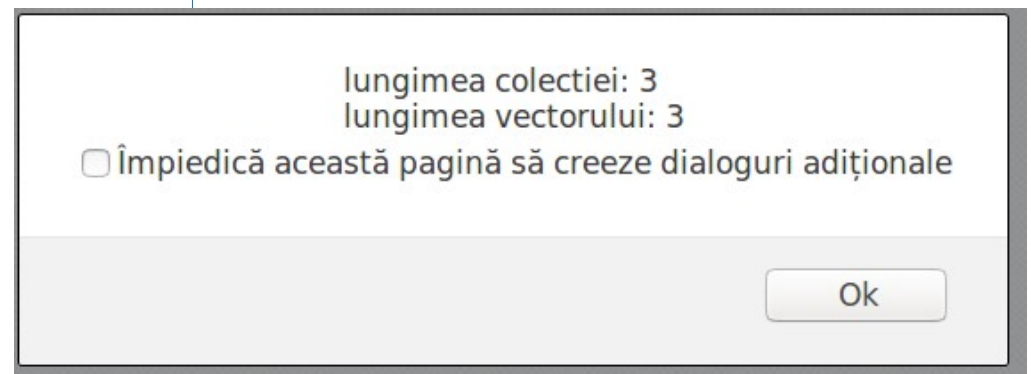 lungimea colectiei: 3
lungimea vectorului: 3
Împiedică această pagină să creeze dialoguri adiționale
Ok